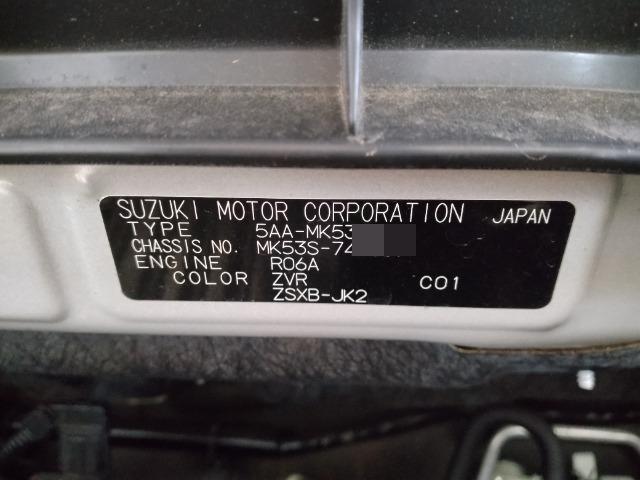 SUZUKI MOTOR CORPORATION JAPAN
TYPE 5AA-MK53
CHASSIS NO. MK53S-74
ENGINE R06A
COLOR ZVR C01
ZSXB-JK2